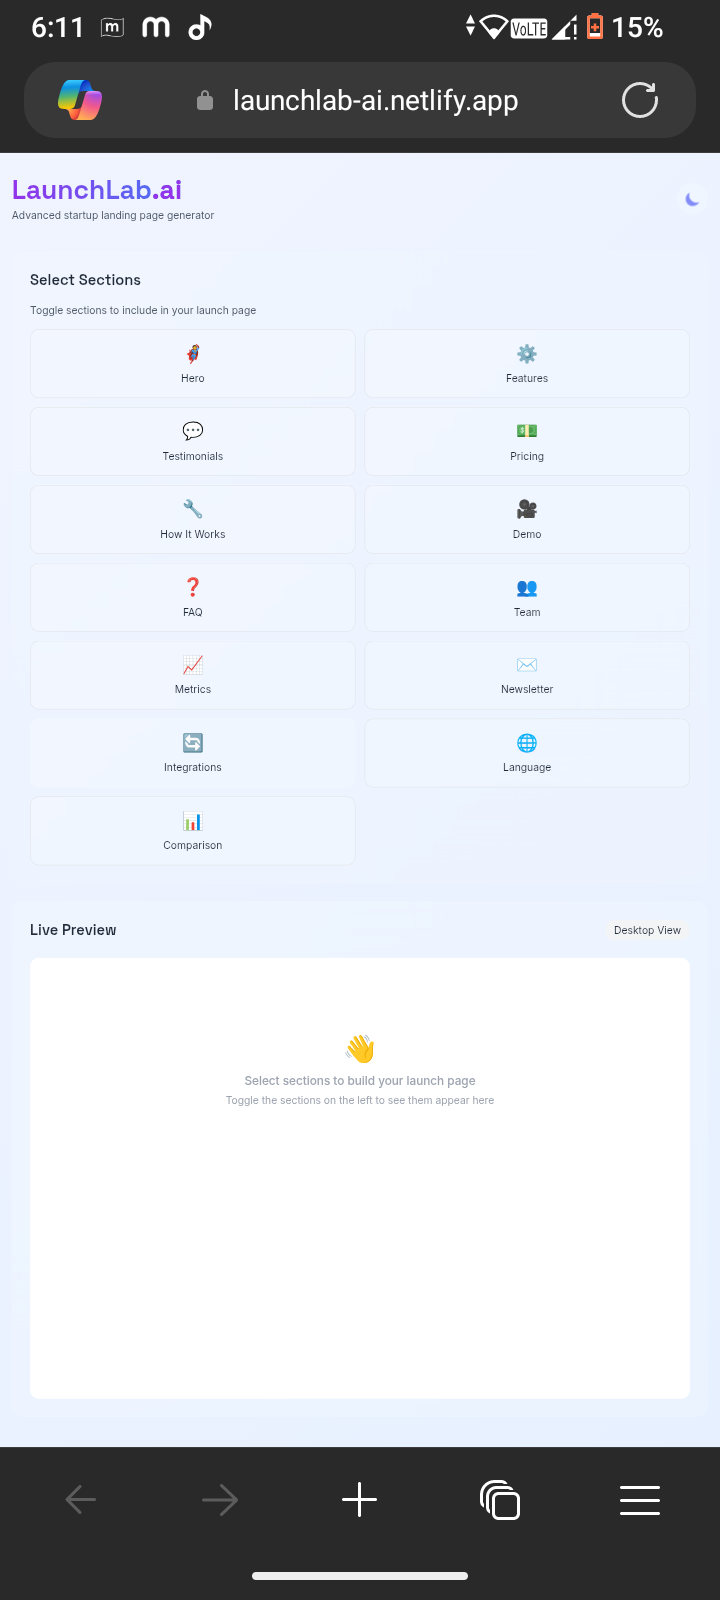 6:11 m m VoLTE 15%
launchlab-ai.netlify.app
LaunchLab.ai
Advanced startup landing page generator
Select Sections
Toggle sections to include in your launch page
Hero Features
Testimonials Pricing
How It Works Demo
FAQ Team
Metrics Newsletter
Integrations Language
Comparison
Live Preview Desktop View
Select sections to build your launch page
Toggle the sections on the left to see them appear here